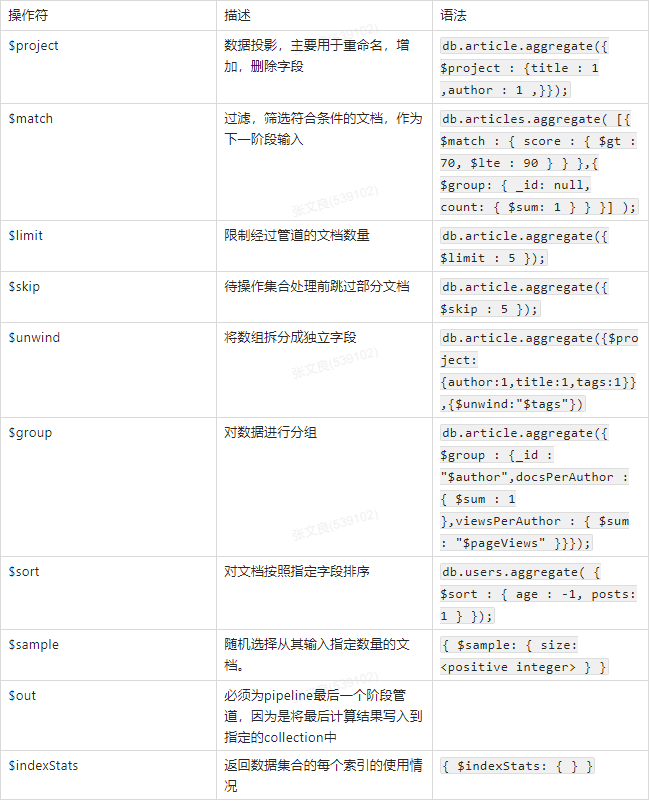 操作符 描述 语法
$project 数据投影，主要用于重命名，增 db.article.aggregate({
加，删除字段 $project : {title : 1
,author : 1 ,}});
$match 过滤，筛选符合条件的文档，作为 db.articles.aggregate( [{
下一阶段输入 $match : { score : { $gt :
70, $lte : 90 } } },{
$group: { _id: null,
count: { $sum: 1 } } }] );
张文良(539102)
$limit 限制经过管道的文档数量 db.article.aggregate({
$limit : 5 });
$skip 待操作集合处理前跳过部分文档 db.article.aggregate({
$skip : 5 });
$unwind 将数组拆分成独立字段 db.article.aggregate({$pro
ject:
{author:1,title:1,tags:1}}
,{$unwind:"$tags"})
张文良(539102)
$group 对数据进行分组 db.article.aggregate({
$group : {_id :
"$author",docsPerAuthor :
{ $sum : 1
},viewsPerAuthor : { $sum
: "$pageViews" }}});
张文良(539102)
$sort 对文档按照指定字段排序 db.users.aggregate( {
$sort : { age : -1, posts:
1 } });
$sample 随机选择从其输入指定数量的文 { $sample: { size:
档。 <positive integer> } }
$out 必须为pipeline最后一个阶段管
道，因为是将最后计算结果写入到
指定的collection中
$indexStats 返回数据集合的每个索引的使用情 { $indexStats: { } }
况